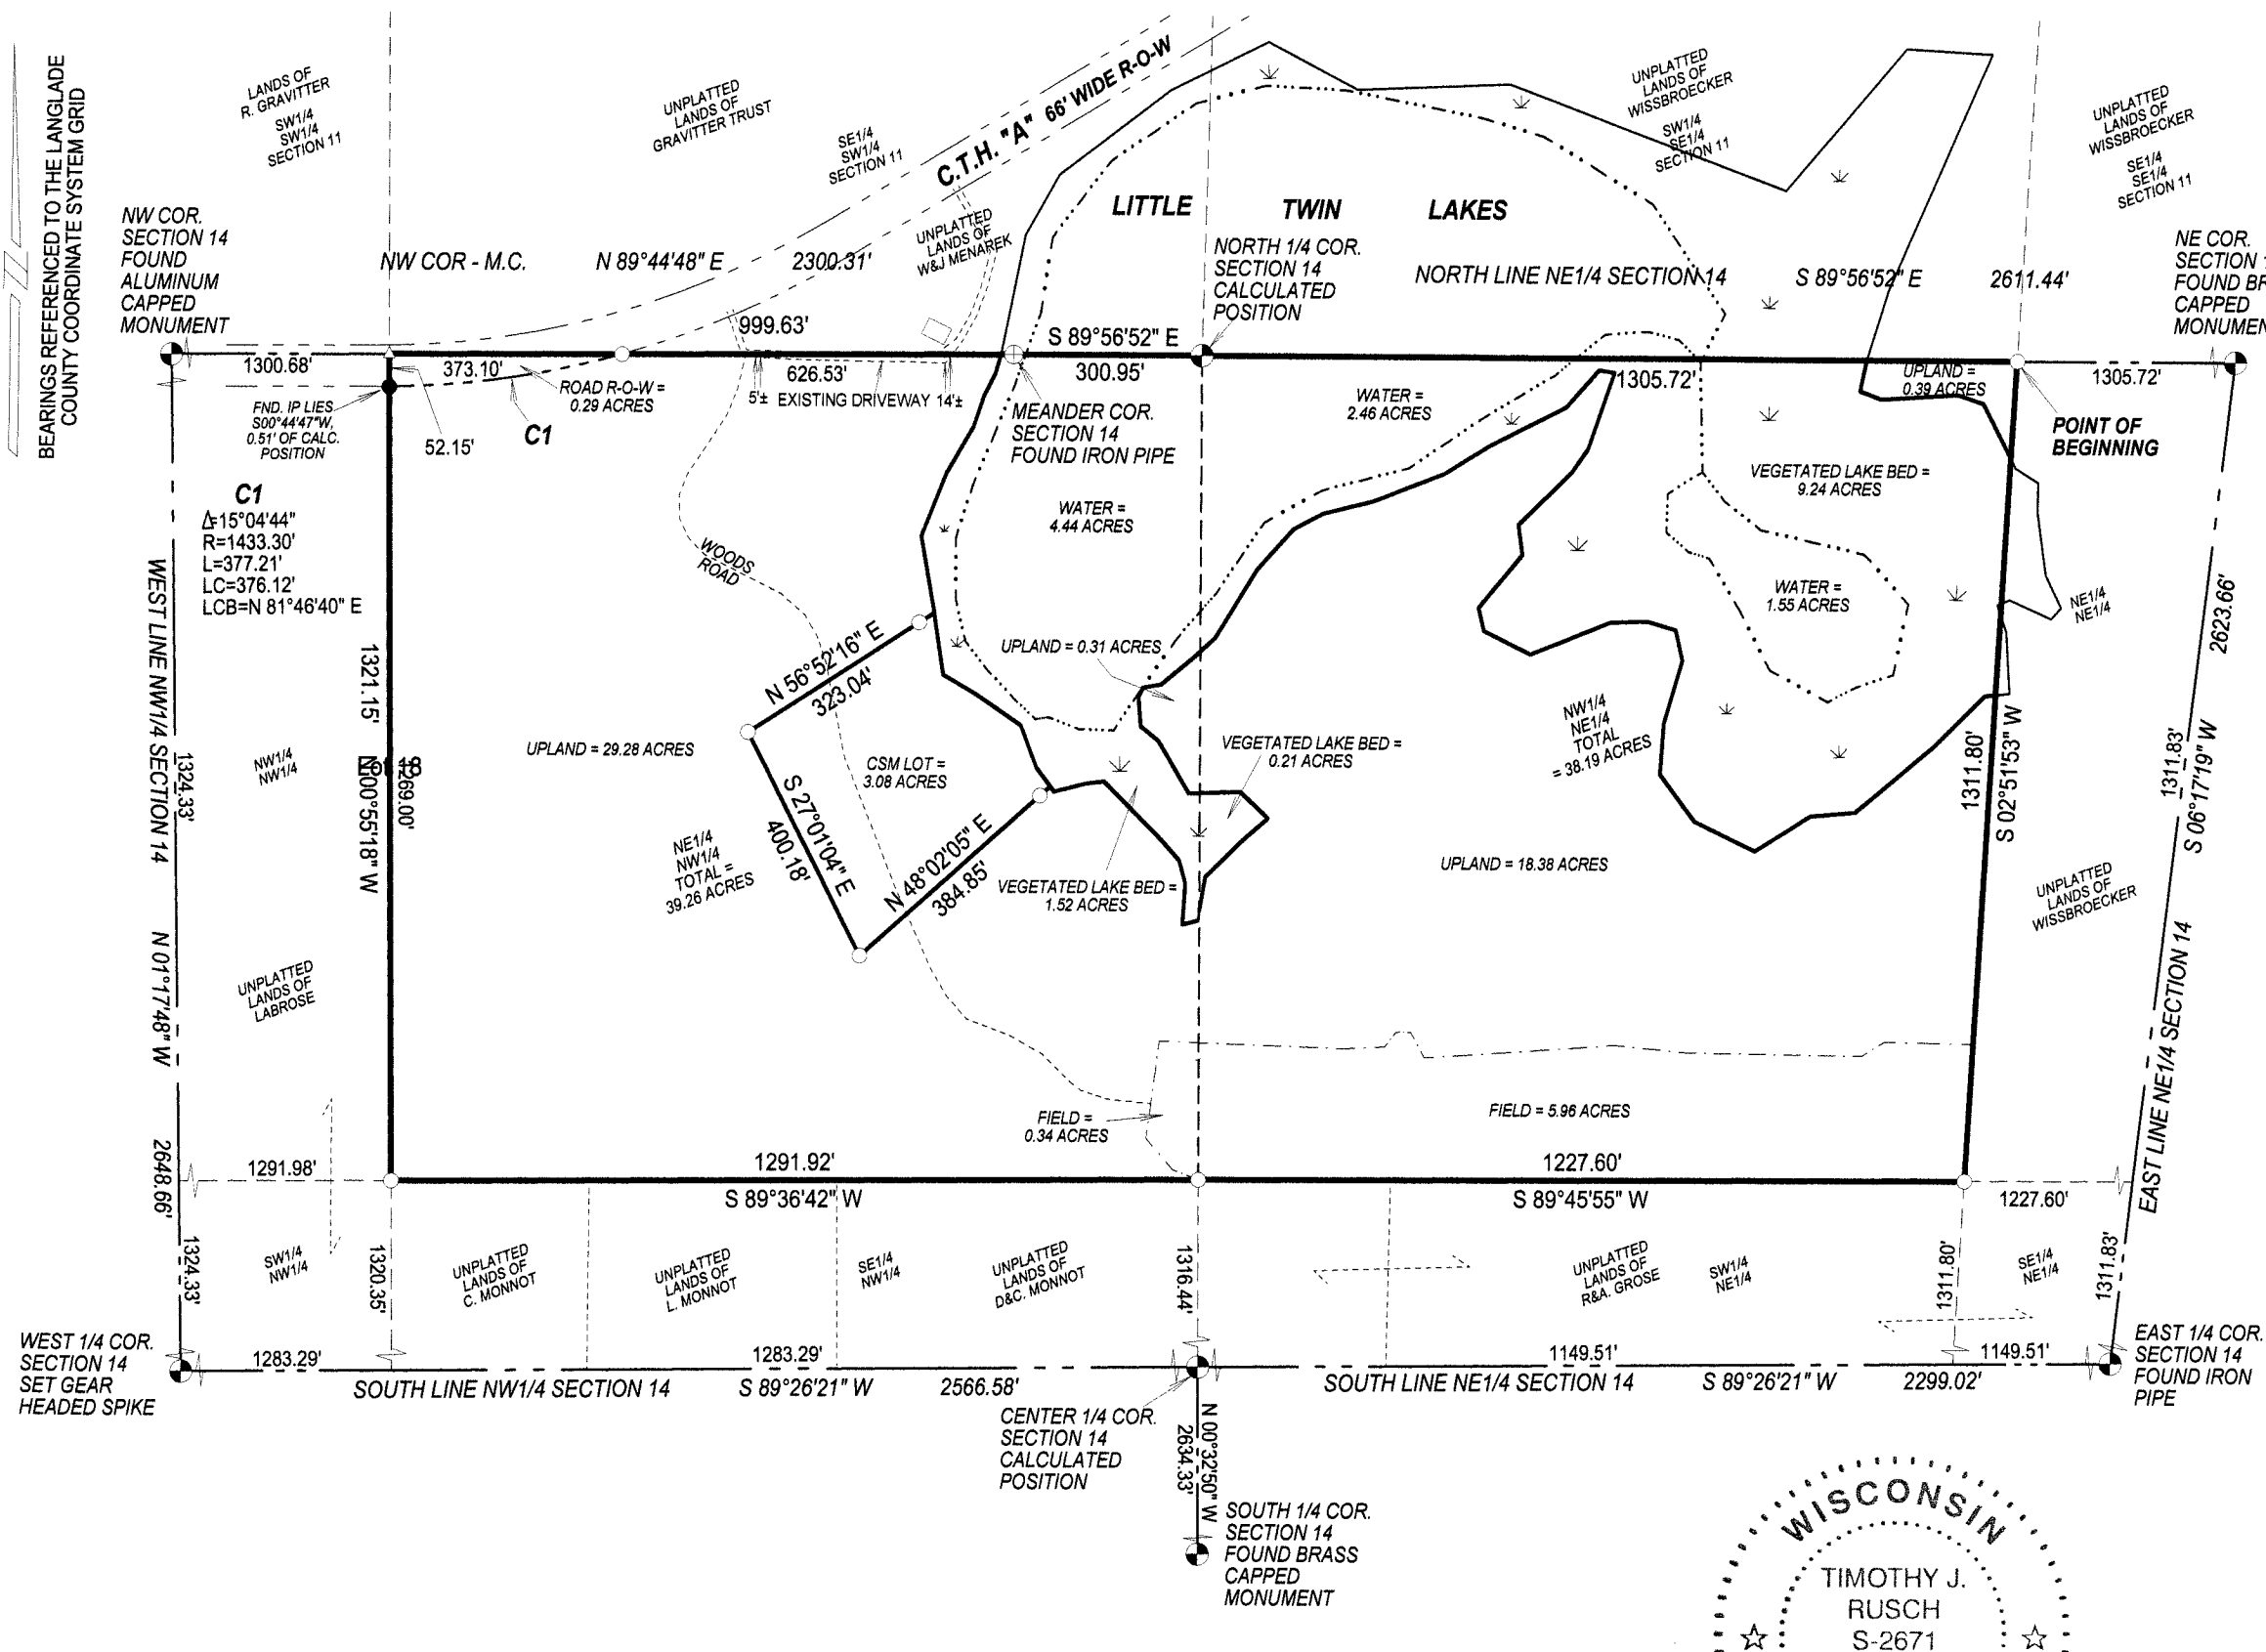 BEARINGS REFERENCED TO THE LANGLADE
COUNTY COORDINATE SYSTEM GRID
LANDS OF
R. GRAVITTER
SW1/4
SW1/4
SECTION 11
UNPLATTED
LANDS OF
GRAVITTER TRUST
SE1/4
SW1/4
SECTION 11
C.T.H. "A" 66' WIDE R-O-W
UNPLATTED
LANDS OF
W&J MENAREK
LITTLE TWIN LAKES
UNPLATTED
LANDS OF
WISSBROECKER
SW1/4
SE1/4
SECTION 11
UNPLATTED
LANDS OF
WISSBROECKER
SE1/4
SE1/4
SECTION 11
NW COR.
SECTION 14
FOUND
ALUMINUM
CAPPED
MONUMENT
NW COR - M.C. N 89°44'48" E 2300.31'
NORTH 1/4 COR.
SECTION 14
CALCULATED
POSITION
NORTH LINE NE1/4 SECTION 14 S 89°56'52" E 2611.44'
NE COR.
SECTION
FOUND
CAPPED
999.63'
S 89°56'52" E
1300.68'
373.10'
626.53'
300.95'
1305.72'
1305.72'
ROAD R-O-W =
0.29 ACRES
5'± EXISTING DRIVEWAY 14'±
FND. IP LIES
S00°44'47"W,
0.51' OF CALC.
POSITION
52.15'
C1
MEANDER COR.
SECTION 14
FOUND IRON PIPE
WATER =
2.46 ACRES
UPLAND =
0.39 ACRES
POINT OF
BEGINNING
VEGETATED LAKE BED =
9.24 ACRES
C1
Δ=15°04'44"
R=1433.30'
L=377.21'
LC=376.12'
LCB=N 81°46'40" E
WATER =
4.44 ACRES
WOODS
ROAD
WATER =
1.55 ACRES
NE1/4
NE1/4
WEST LINE NW1/4 SECTION 14 N 01°17'48" W 2648.66'
1324.33'
1324.33'
1321.15'
N 00°55'18" W
1269.00'
NW1/4
NW1/4
UPLAND = 29.28 ACRES
N 56°52'16" E
323.04'
S 27°01'04" E
400.18'
N 48°02'05" E
384.85'
CSM LOT =
3.08 ACRES
NE1/4
NW1/4
TOTAL =
39.26 ACRES
UPLAND = 0.31 ACRES
VEGETATED LAKE BED =
0.21 ACRES
VEGETATED LAKE BED =
1.52 ACRES
NW1/4
NE1/4
TOTAL
= 38.19 ACRES
UPLAND = 18.38 ACRES
1311.80'
S 02°51'53" W
2623.66'
1311.83'
S 06°17'19" W
EAST LINE NE1/4 SECTION 14
1311.83'
UNPLATTED
LANDS OF
WISSBROECKER
UNPLATTED
LANDS OF
LABROSE
FIELD =
0.34 ACRES
FIELD = 5.96 ACRES
1291.98'
1291.92'
S 89°36'42" W
1227.60'
S 89°45'55" W
1227.60'
SW1/4
NW1/4
1320.35'
UNPLATTED
LANDS OF
C. MONNOT
UNPLATTED
LANDS OF
L. MONNOT
SE1/4
NW1/4
UNPLATTED
LANDS OF
D&C. MONNOT
1316.44'
UNPLATTED
LANDS OF
R&A. GROSE
SW1/4
NE1/4
1311.80'
SE1/4
NE1/4
WEST 1/4 COR.
SECTION 14
SET GEAR
HEADED SPIKE
1283.29'
1283.29'
SOUTH LINE NW1/4 SECTION 14 S 89°26'21" W 2566.58'
1149.51'
1149.51'
SOUTH LINE NE1/4 SECTION 14 S 89°26'21" W 2299.02'
EAST 1/4 COR.
SECTION 14
FOUND IRON
PIPE
CENTER 1/4 COR.
SECTION 14
CALCULATED
POSITION
N 00°32'50" W
2634.33'
SOUTH 1/4 COR.
SECTION 14
FOUND BRASS
CAPPED
MONUMENT
WISCONSIN
TIMOTHY J.
RUSCH
S-2671